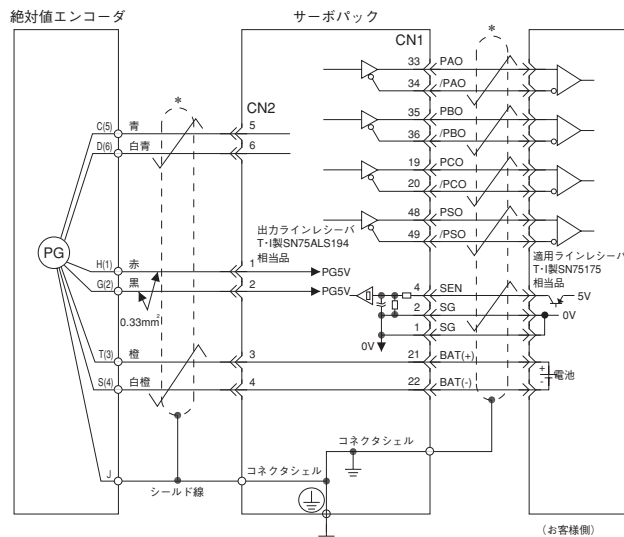 絶対値エンコーダ
サーボパック
CN1
*
33 PAO
34 /PAO
35 PBO
36 /PBO
19 PCO
20 /PCO
48 PSO
49 /PSO
*
CN2
C(5) 青 5
D(6) 白青 6
出力ラインレシーバ
T・I製SN75ALS194
相当品
適用ラインレシーバ
T・I製SN75175
相当品
PG
H(1) 赤 1 PG5V
G(2) 黒 2 PG5V
0.33mm²
4 SEN 5V
2 SG 0V
1 SG
0V
T(3) 橙 3
21 BAT(+)
S(4) 白橙 4
22 BAT(-)
+
-
電池
コネクタシェル
J
シールド線
コネクタシェル
(お客様側)